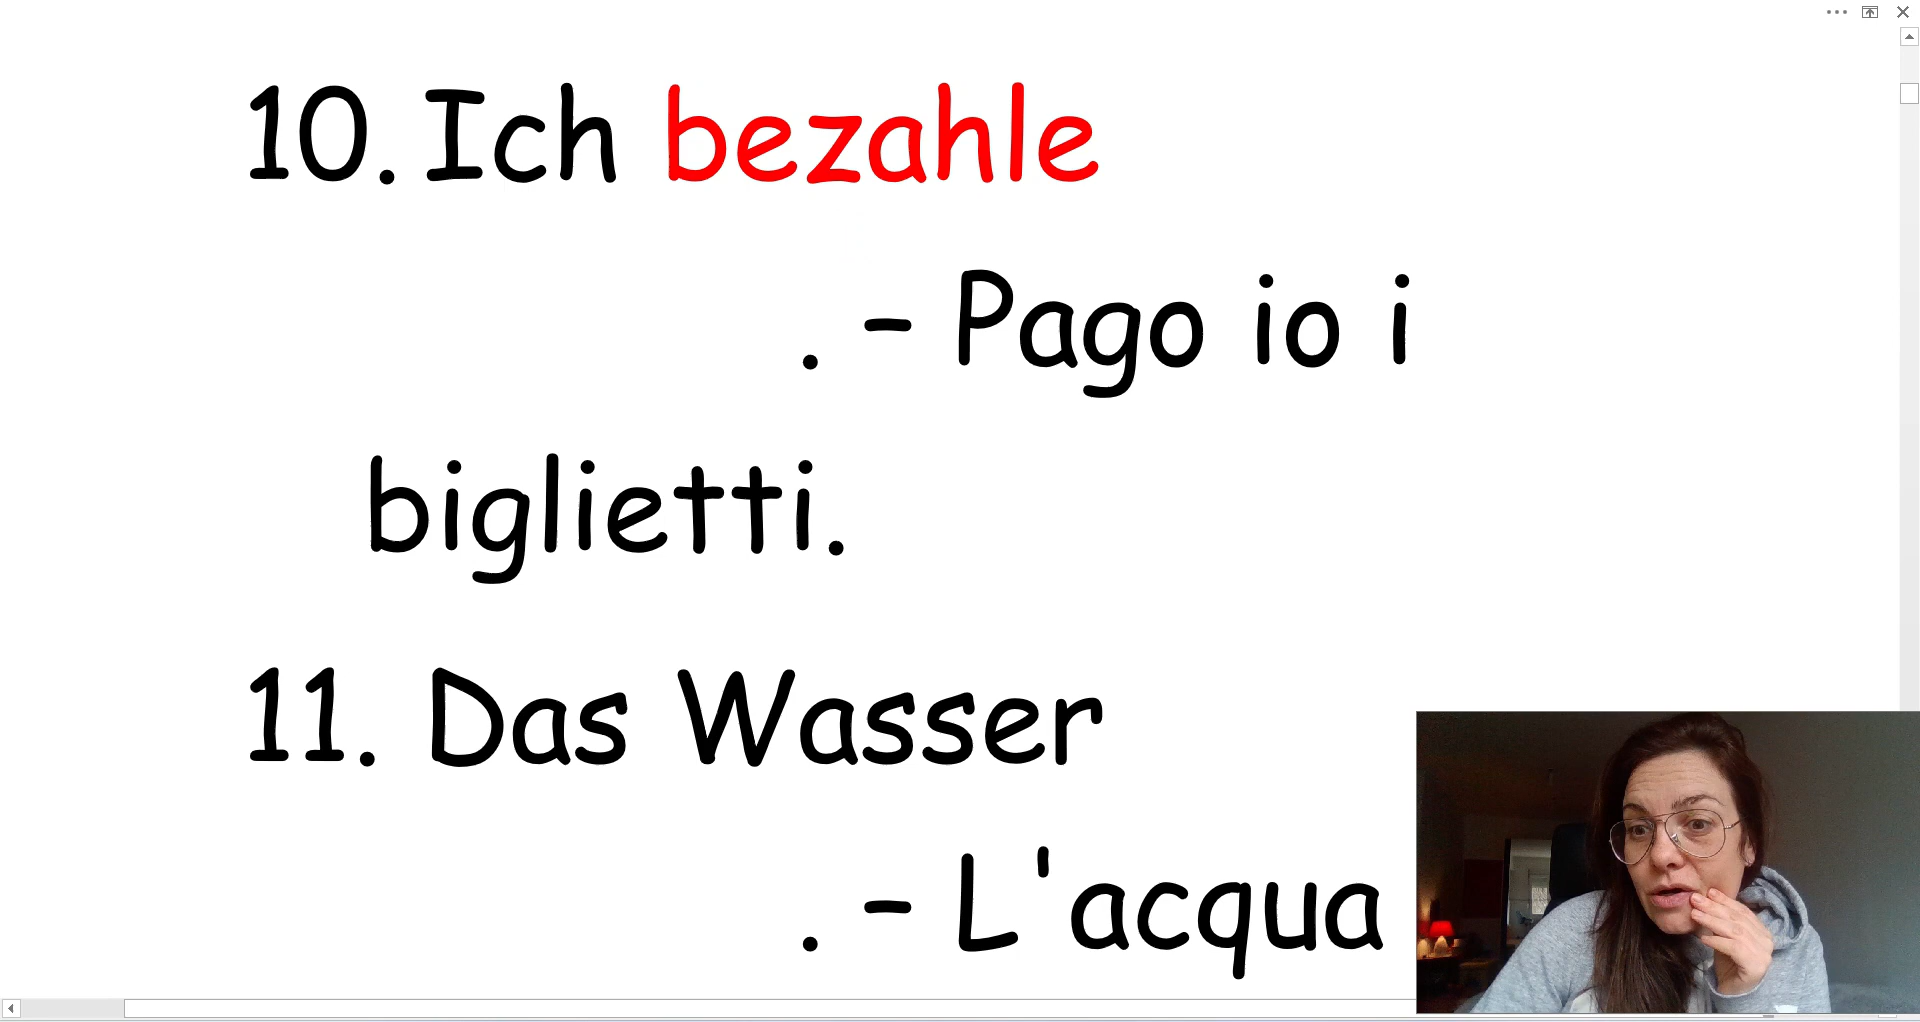 10. Ich bezahle
. - Pago io i
biglietti.
11. Das Wasser
. - L'acqua